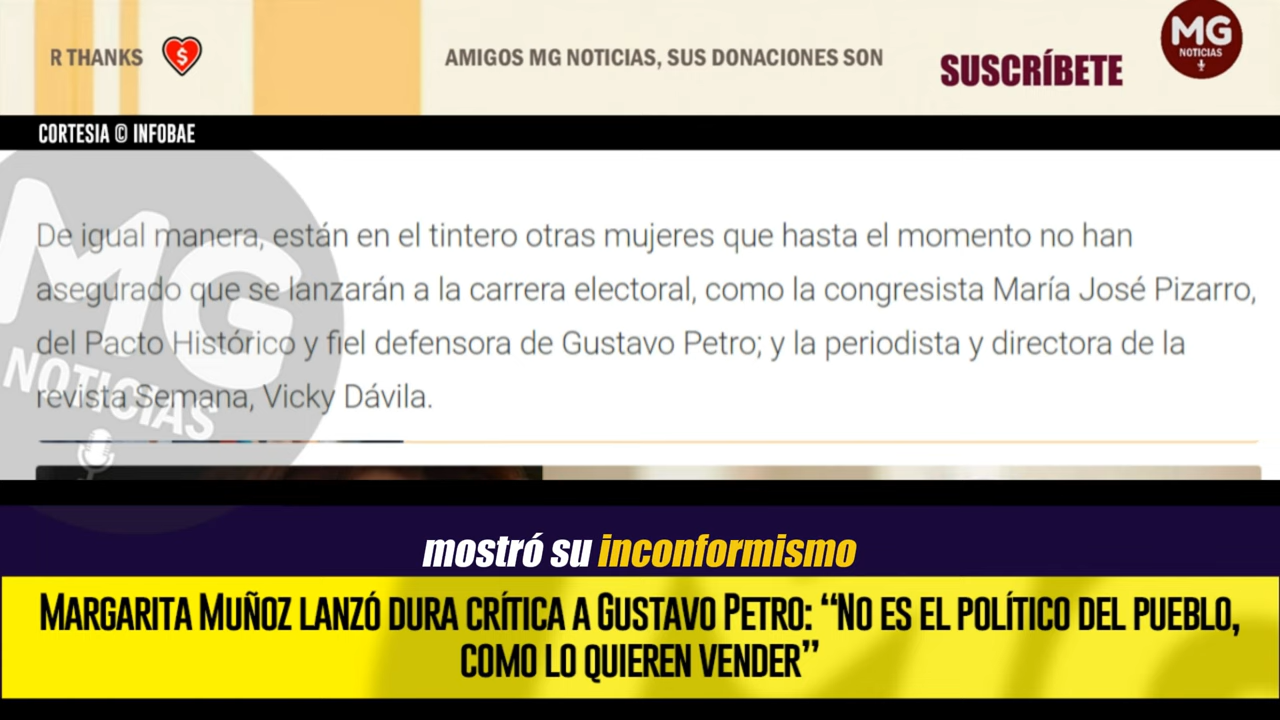 R THANKS
AMIGOS MG NOTICIAS, SUS DONACIONES SON
SUSCRÍBETE
MG
NOTICIAS
CORTESIA © INFOBAE
De igual manera, están en el tintero otras mujeres que hasta el momento no han
asegurado que se lanzarán a la carrera electoral, como la congresista María José Pizarro,
del Pacto Histórico y fiel defensora de Gustavo Petro; y la periodista y directora de la
revista Semana, Vicky Dávila.
MG
NOTICIAS
mostró su inconformismo
MARGARITA MUÑOZ LANZÓ DURA CRÍTICA A GUSTAVO PETRO: “NO ES EL POLÍTICO DEL PUEBLO,
COMO LO QUIEREN VENDER”